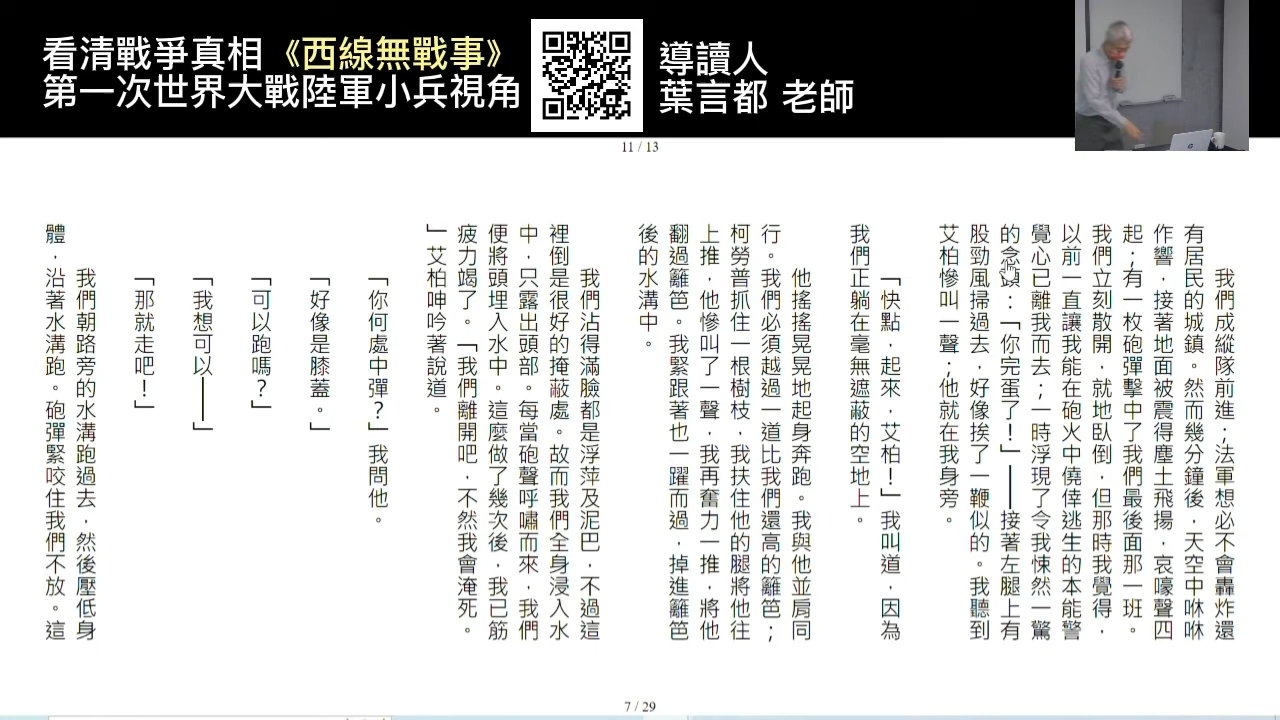 看清戰爭真相《西線無戰事》
第一次世界大戰陸軍小兵視角
導讀人
葉言都 老師
11 / 13
我們成縱隊前進；法軍想必不會轟炸還
有居民的城鎮。然而幾分鐘後，天空中咻咻
作響，接著地面被震得塵土飛揚，哀嚎聲四
起；有一枚砲彈擊中了我們最後面那一班。
我們立刻散開，就地臥倒，但那時我覺得，
以前一直讓我能在砲火中僥倖逃生的本能警
覺心已離我而去；一時浮現了令我悚然一驚
的念頭：「你完蛋了！」——接著左腿上有
股勁風掃過去，好像挨了一鞭似的。我聽到
艾柏慘叫一聲；他就在我身旁。
「快點，起來，艾柏！」我叫道，因為
我們正躺在毫無遮蔽的空地上。
他搖搖晃晃地起身奔跑。我與他並肩同
行。我們必須越過一道比我們還高的籬笆；
柯勞普抓住一根樹枝，我扶住他的腿將他往
上推，他慘叫了一聲，我再奮力一推，將他
翻過籬笆。我緊跟著也一躍而過，掉進籬笆
後的水溝中。
我們沾得滿臉都是浮萍及泥巴，不過這
裡倒是很好的掩蔽處。故而我們全身浸入水
中，只露出頭部。每當砲聲呼嘯而來，我們
便將頭埋入水中。這麼做了幾次後，我已筋
疲力竭了。「我們離開吧，不然我會淹死。
」艾柏呻吟著說道。
「你何處中彈？」我問他。
「好像是膝蓋。」
「可以跑嗎？」
「我想可以——」
「那就走吧！」
我們朝路旁的水溝跑過去，然後壓低身
體，沿著水溝跑。砲彈緊咬住我們不放。這
7 / 29